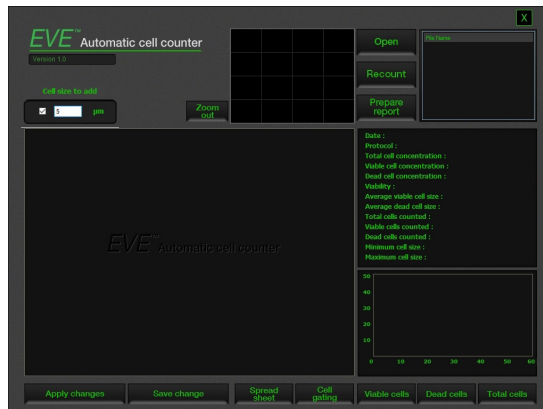 X
EVE™ Automatic cell counter
Version 1.0
Open
File Name
Recount
Cell size to add
5 µm
Zoom out
Prepare report
Date :
Protocol :
Total cell concentration :
Viable cell concentration :
Dead cell concentration :
Viability :
Average viable cell size :
Average dead cell size :
Total cells counted :
Viable cells counted :
Dead cells counted :
Minimum cell size :
Maximum cell size :
EVE™ Automatic cell counter
50
40
30
20
10
0 10 20 30 40 50 60
Apply changes
Save change
Spread sheet
Cell gating
Viable cells
Dead cells
Total cells